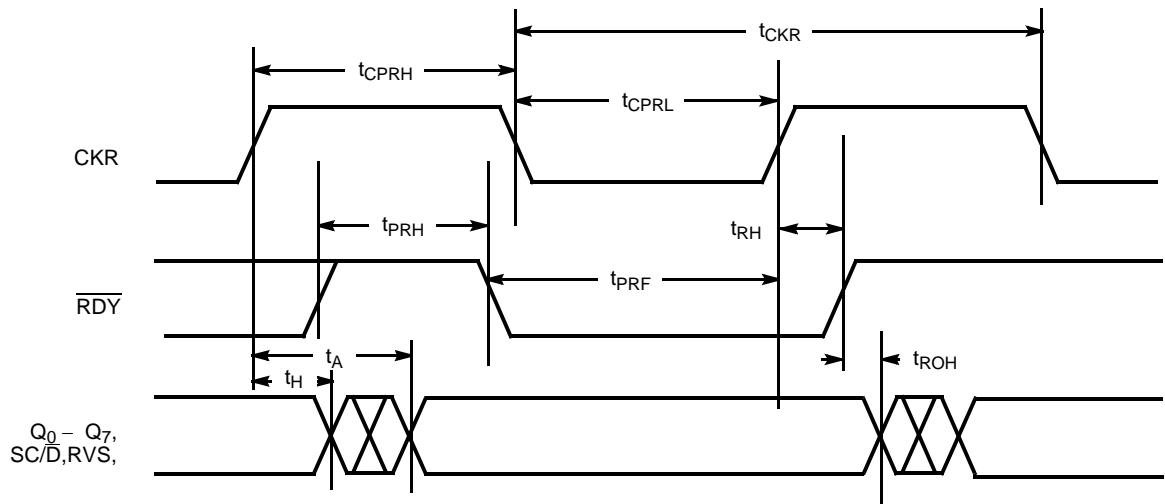 tCKR
tCPRH
tCPRL
CKR
tPRH
tRH
tPRF
RDY
tA
tROH
tH
Q0 – Q7,
SC/D,RVS,